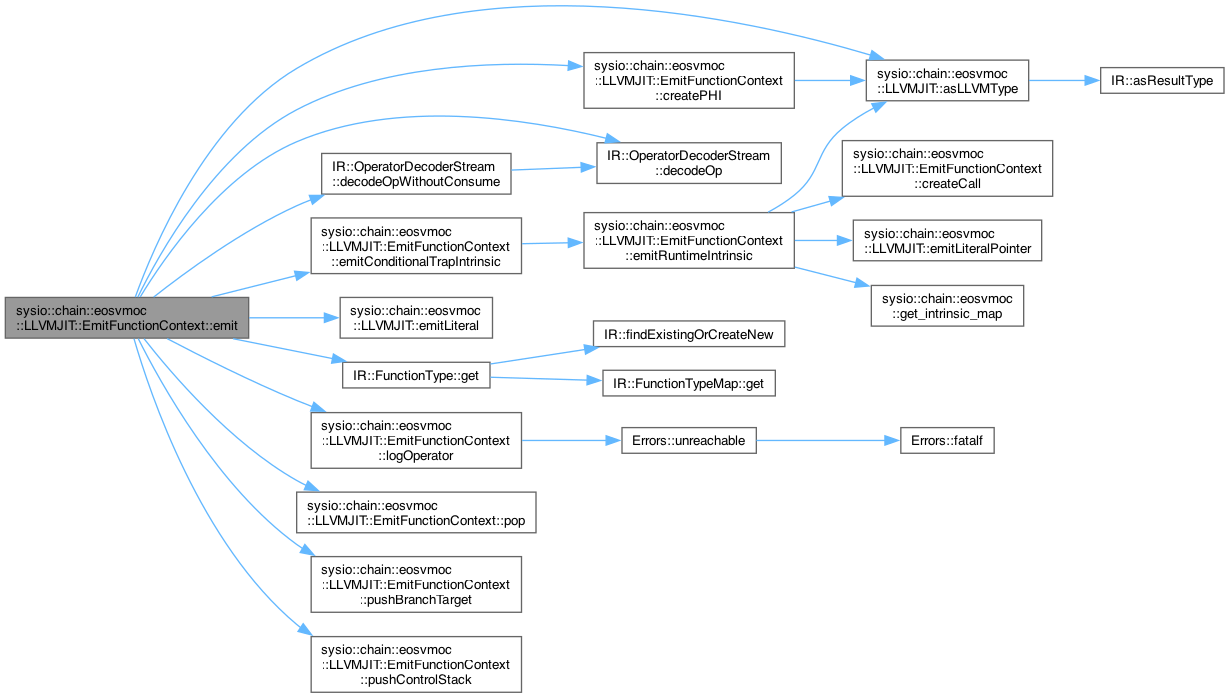 sysio::chain::eosvmoc
::LLVMJIT::EmitFunctionContext::emit
sysio::chain::eosvmoc
::LLVMJIT::EmitFunctionContext
::createPHI
sysio::chain::eosvmoc
::LLVMJIT::asLLVMType
IR::asResultType
IR::OperatorDecoderStream
::decodeOp
IR::OperatorDecoderStream
::decodeOpWithoutConsume
sysio::chain::eosvmoc
::LLVMJIT::EmitFunctionContext
::createCall
sysio::chain::eosvmoc
::LLVMJIT::EmitFunctionContext
::emitConditionalTrapIntrinsic
sysio::chain::eosvmoc
::LLVMJIT::EmitFunctionContext
::emitRuntimeIntrinsic
sysio::chain::eosvmoc
::LLVMJIT::emitLiteralPointer
sysio::chain::eosvmoc
::get_intrinsic_map
sysio::chain::eosvmoc
::LLVMJIT::emitLiteral
IR::findExistingOrCreateNew
IR::FunctionType::get
IR::FunctionTypeMap::get
sysio::chain::eosvmoc
::LLVMJIT::EmitFunctionContext
::logOperator
Errors::unreachable
Errors::fatalf
sysio::chain::eosvmoc
::LLVMJIT::EmitFunctionContext::pop
sysio::chain::eosvmoc
::LLVMJIT::EmitFunctionContext
::pushBranchTarget
sysio::chain::eosvmoc
::LLVMJIT::EmitFunctionContext
::pushControlStack